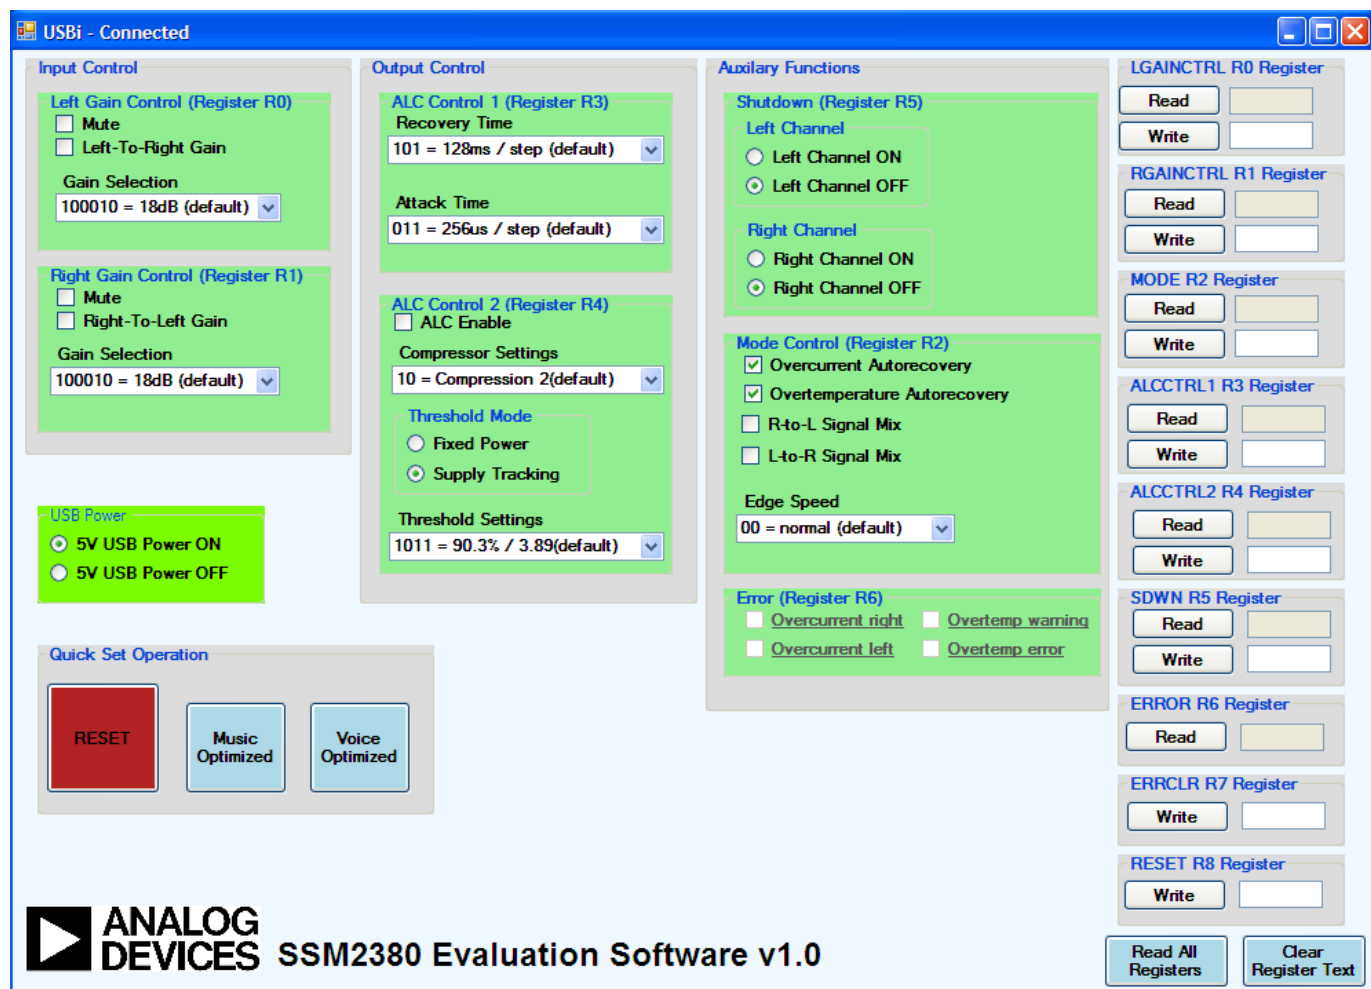 USBi - Connected
Input Control
Left Gain Control (Register R0)
Mute
Left-To-Right Gain
Gain Selection
100010 = 18dB (default)
Right Gain Control (Register R1)
Mute
Right-To-Left Gain
Gain Selection
100010 = 18dB (default)
USB Power
5V USB Power ON
5V USB Power OFF
Quick Set Operation
RESET
Music
Optimized
Voice
Optimized
Output Control
ALC Control 1 (Register R3)
Recovery Time
101 = 128ms / step (default)
Attack Time
011 = 256us / step (default)
ALC Control 2 (Register R4)
ALC Enable
Compressor Settings
10 = Compression 2(default)
Threshold Mode
Fixed Power
Supply Tracking
Threshold Settings
1011 = 90.3% / 3.89(default)
Auxilary Functions
Shutdown (Register R5)
Left Channel
Left Channel ON
Left Channel OFF
Right Channel
Right Channel ON
Right Channel OFF
Mode Control (Register R2)
Overcurrent Autorecovery
Overtemperature Autorecovery
R-to-L Signal Mix
L-to-R Signal Mix
Edge Speed
00 = normal (default)
Error (Register R6)
Overcurrent right
Overtemp warning
Overcurrent left
Overtemp error
LGAINCTRL R0 Register
Read
Write
RGAINCTRL R1 Register
Read
Write
MODE R2 Register
Read
Write
ALCCTRL1 R3 Register
Read
Write
ALCCTRL2 R4 Register
Read
Write
SDWN R5 Register
Read
Write
ERROR R6 Register
Read
ERRCLR R7 Register
Write
RESET R8 Register
Write
Read All
Registers
Clear
Register Text
ANALOG
DEVICES
SSM2380 Evaluation Software v1.0